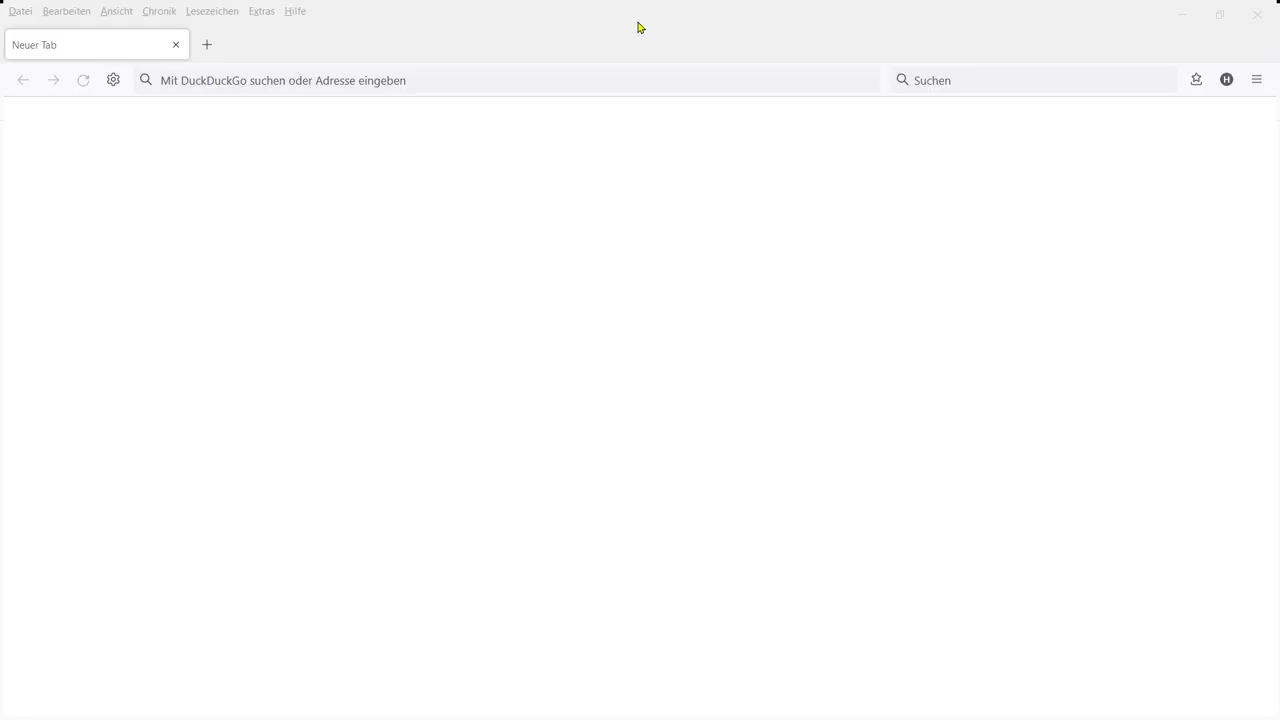 Datei Bearbeiten Ansicht Chronik Lesezeichen Extras Hilfe
Neuer Tab
Mit DuckDuckGo suchen oder Adresse eingeben
Suchen
H